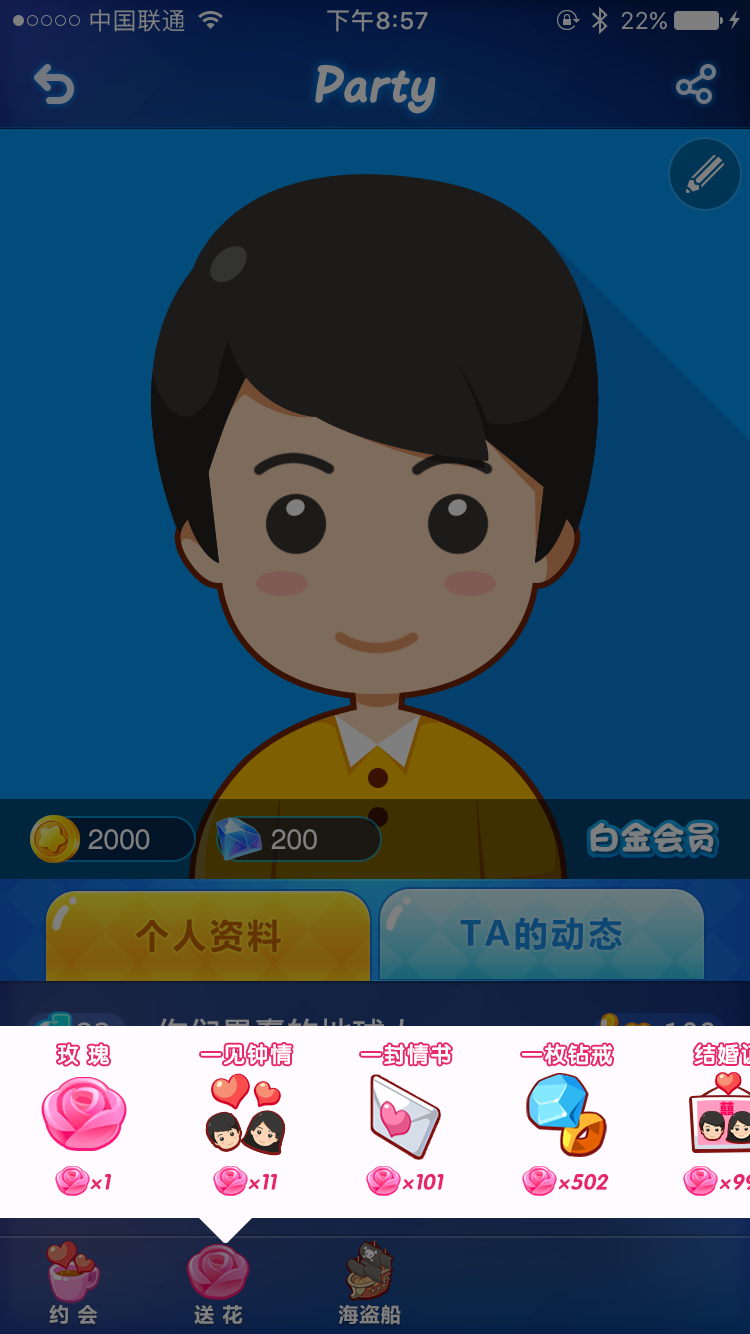 中国联通
下午8:57
22%
Party
2000
200
白金会员
个人资料
TA的动态
玫瑰
一见钟情
一封情书
一枚钻戒
结婚
×1
×11
×101
×502
×99
约会
送花
海盗船